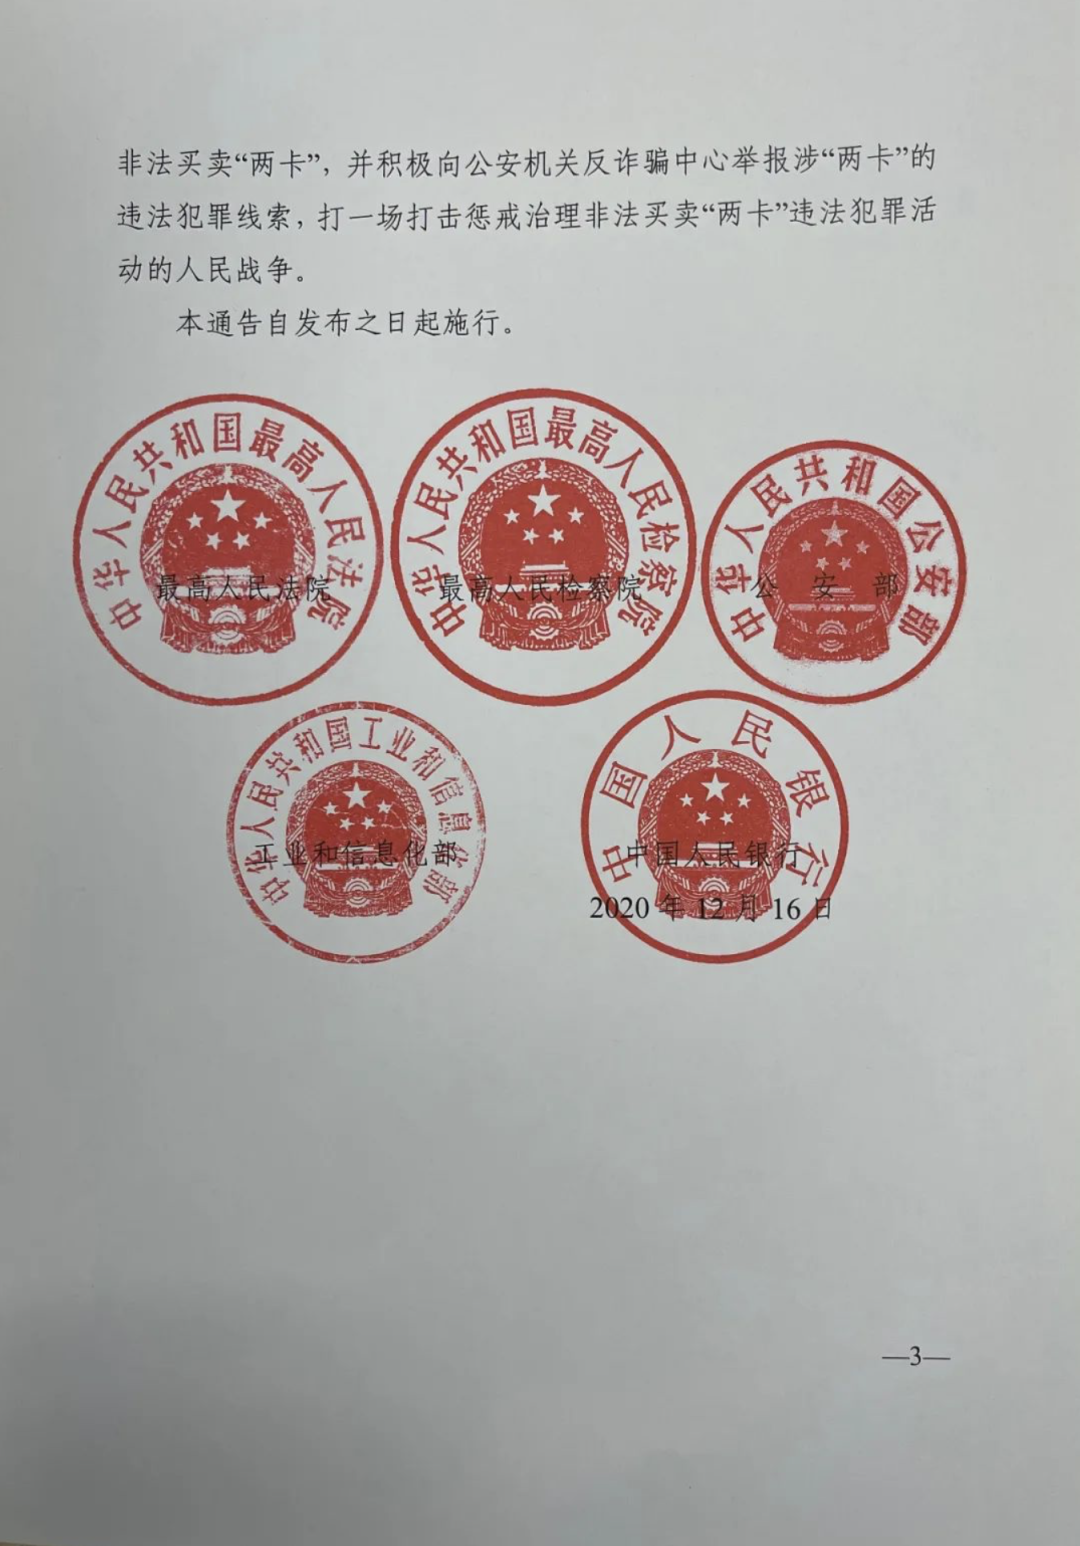 非法买卖“两卡”，并积极向公安机关反诈骗中心举报涉“两卡”的
违法犯罪线索，打一场打击惩戒治理非法买卖“两卡”违法犯罪活
动的人民战争。
本通告自发布之日起施行。
中华人民共和国最高人民法院
最高人民法院
中华人民共和国最高人民检察院
最高人民检察院
中华人民共和国公安部
公安部
中华人民共和国工业和信息化部
工业和信息化部
中国人民银行
中国人民银行
2020年12月16日
—3—